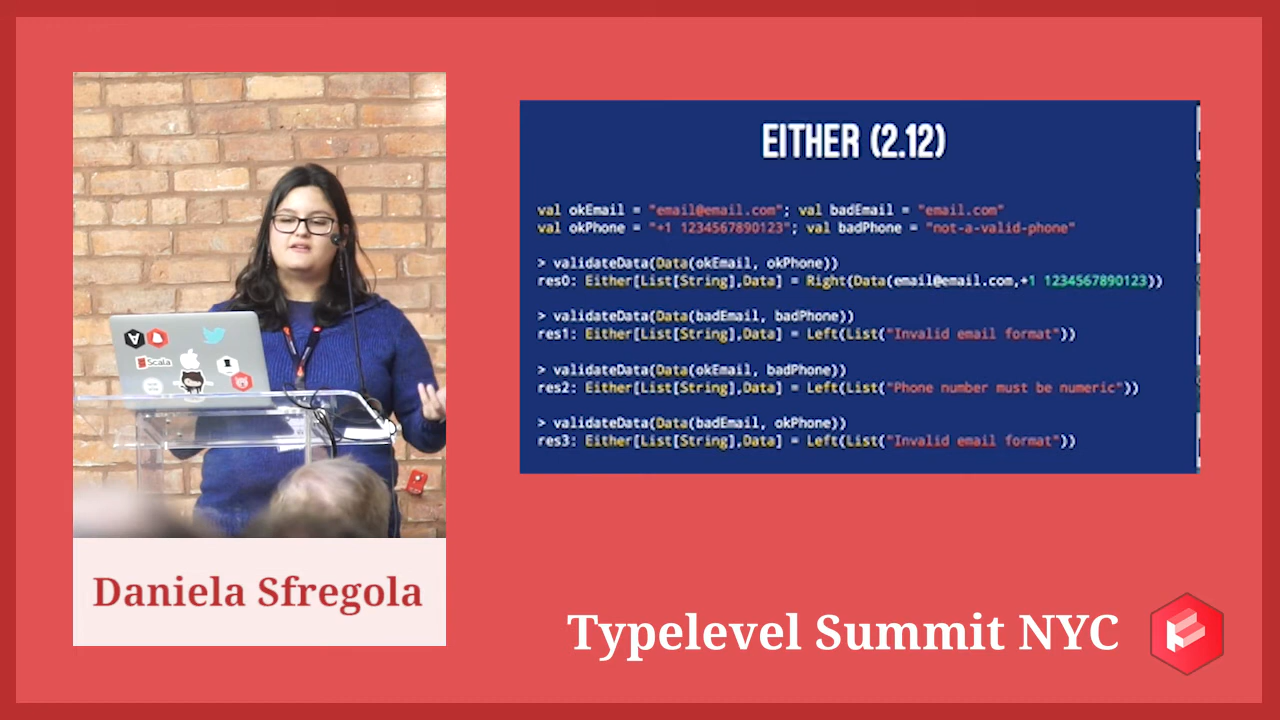 EITHER (2.12)
val okEmail = "email@email.com"; val badEmail = "email.com"
val okPhone = "+1 1234567890123"; val badPhone = "not-a-valid-phone"
> validateData(Data(okEmail, okPhone))
res0: Either[List[String],Data] = Right(Data(email@email.com,+1 1234567890123))
> validateData(Data(badEmail, badPhone))
res1: Either[List[String],Data] = Left(List("Invalid email format"))
> validateData(Data(okEmail, badPhone))
res2: Either[List[String],Data] = Left(List("Phone number must be numeric"))
> validateData(Data(badEmail, okPhone))
res3: Either[List[String],Data] = Left(List("Invalid email format"))
Scala
Daniela Sfregola
Typelevel Summit NYC